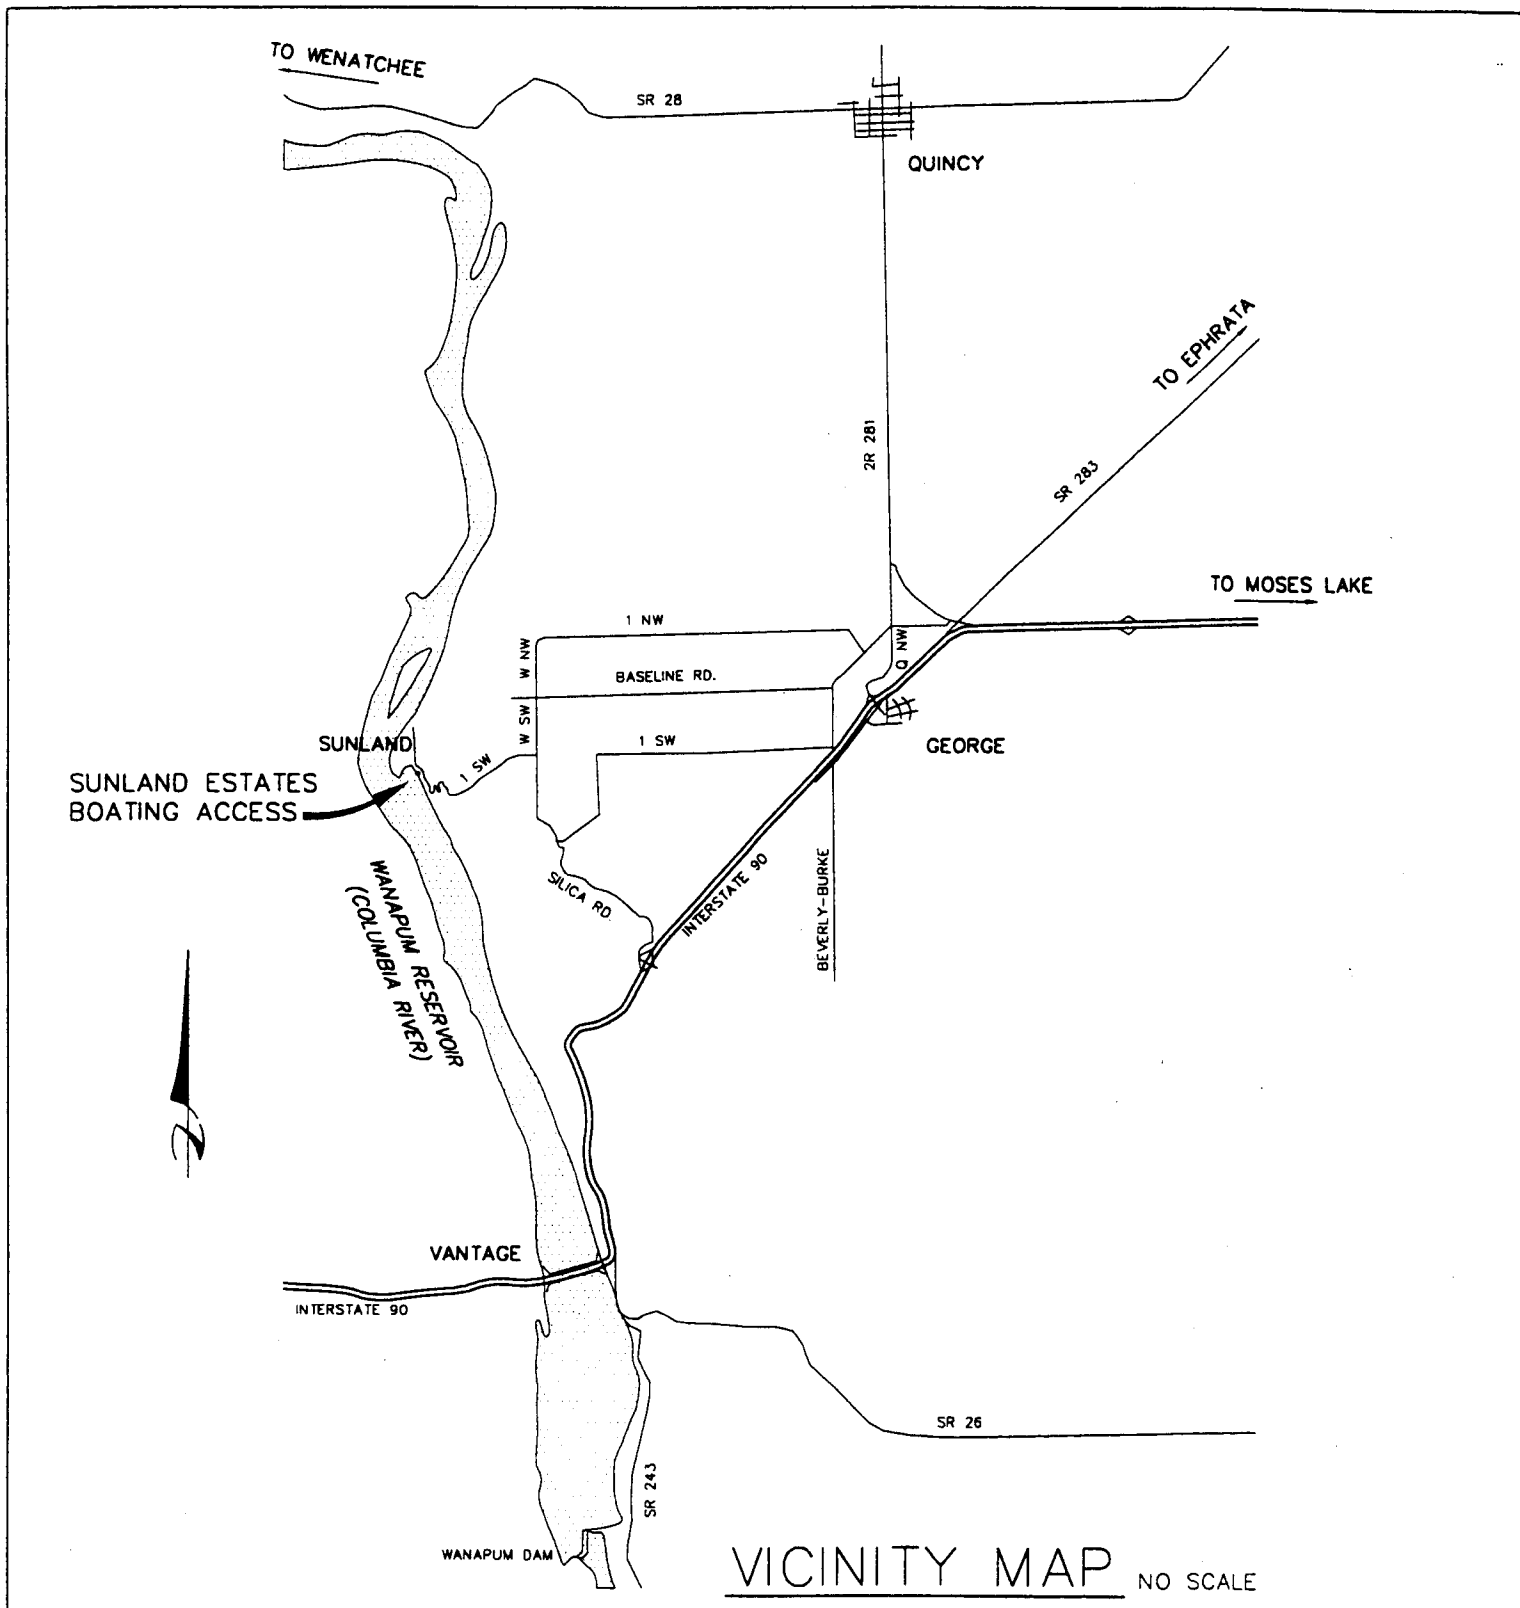 TO WENATCHEE
SR 28
QUINCY
TO EPHRATA
2R 281
SR 283
TO MOSES LAKE
1 NW
W NW
Q NW
BASELINE RD.
W SW
SUNLAND
1 SW
1 SW
GEORGE
SUNLAND ESTATES
BOATING ACCESS
WANAPUM RESERVOIR
(COLUMBIA RIVER)
SILICA RD.
INTERSTATE 90
BEVERLY-BURKE
N
VANTAGE
INTERSTATE 90
SR 26
SR 243
WANAPUM DAM
VICINITY MAP NO SCALE